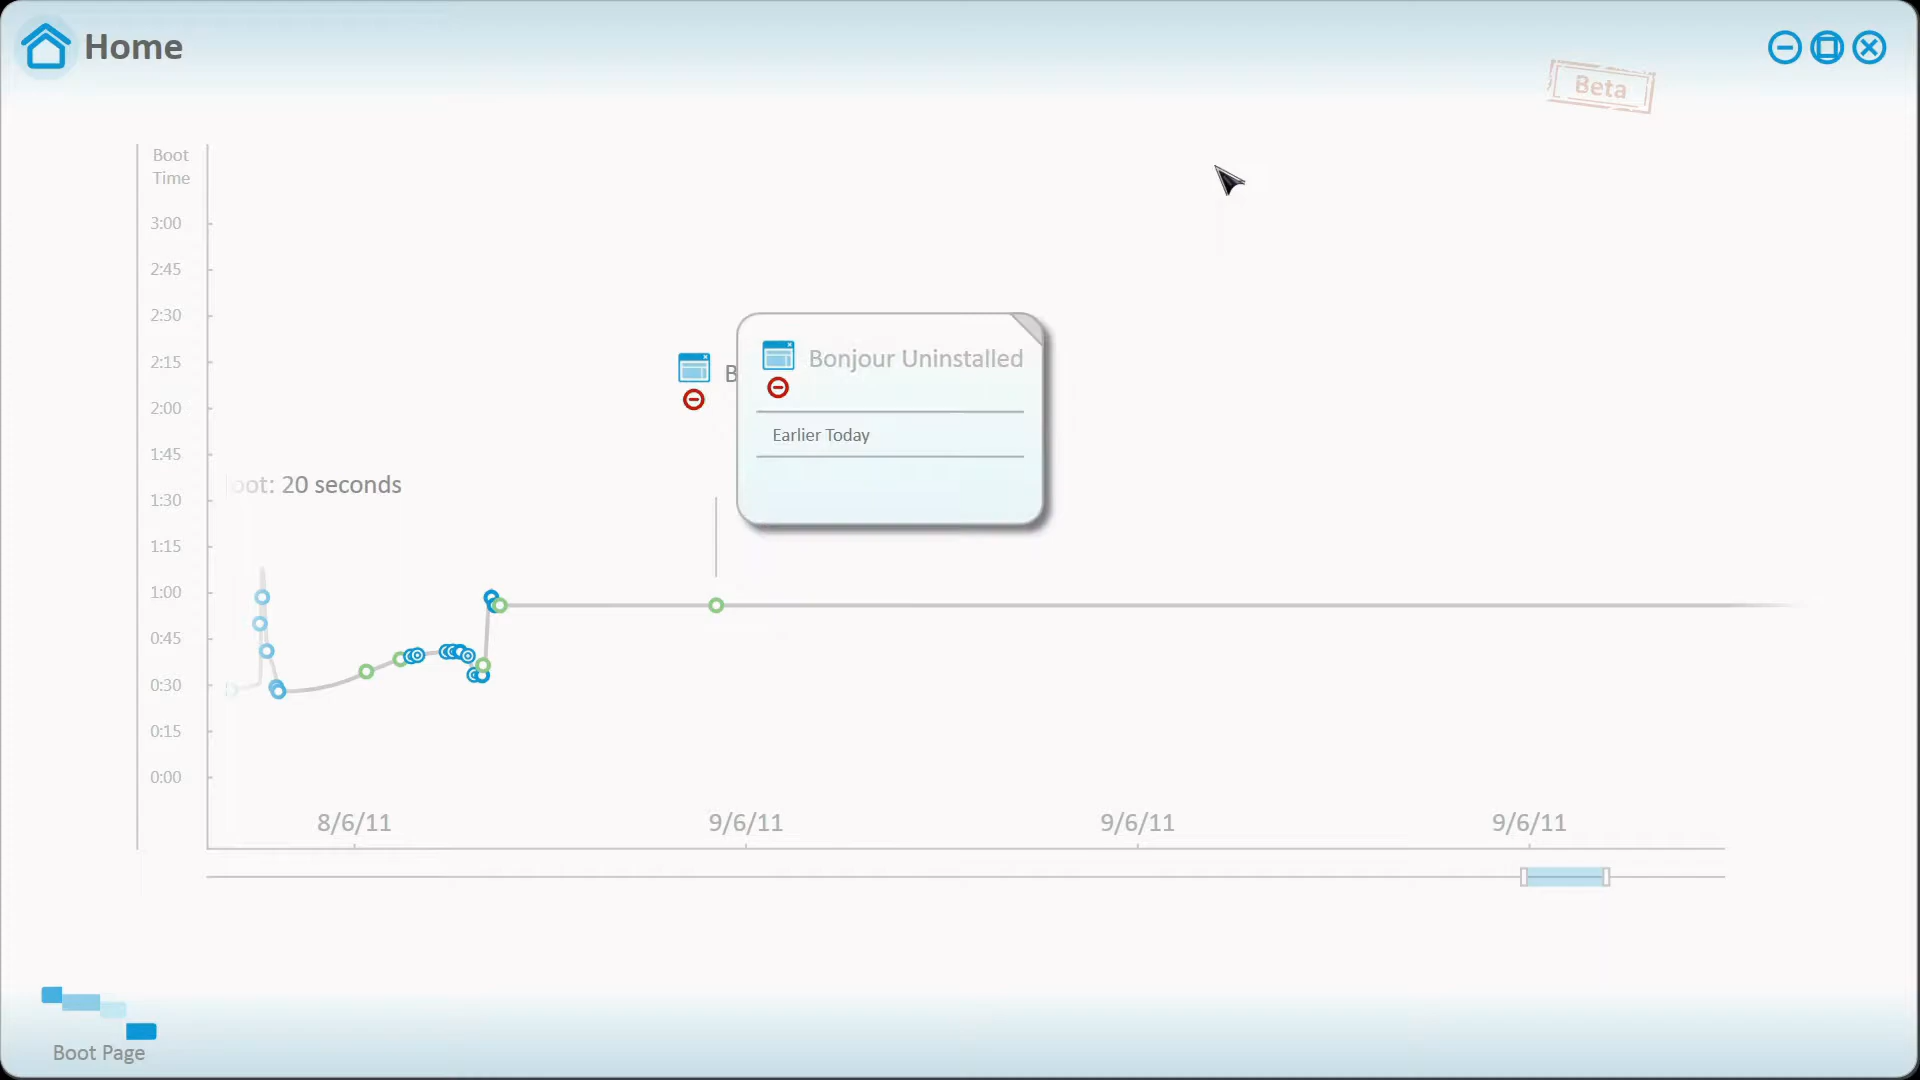 Home
Beta
Boot
Time
3:00
2:45
2:30
2:15
2:00
1:45
1:30
1:15
1:00
0:45
0:30
0:15
0:00
B
Bonjour Uninstalled
Earlier Today
oot: 20 seconds
8/6/11
9/6/11
9/6/11
9/6/11
Boot Page